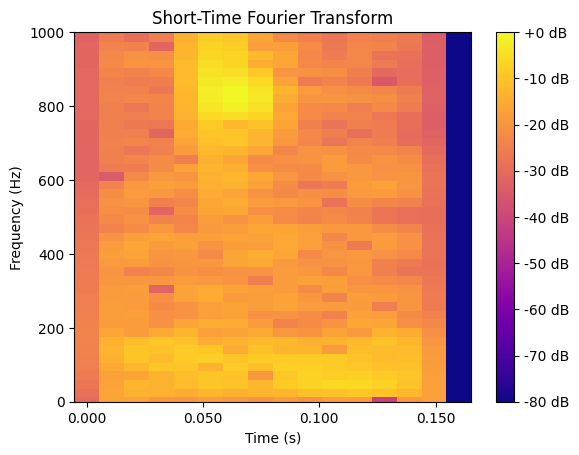 Short-Time Fourier Transform
1000
800
600
400
200
0
Frequency (Hz)
0.000
0.050
0.100
0.150
Time (s)
+0 dB
-10 dB
-20 dB
-30 dB
-40 dB
-50 dB
-60 dB
-70 dB
-80 dB